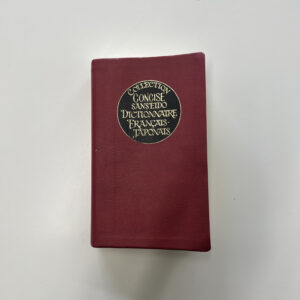 COLLECTION
CONCISE
SANSEIDO
DICTIONNAIRE
FRANÇAIS-
JAPONAIS